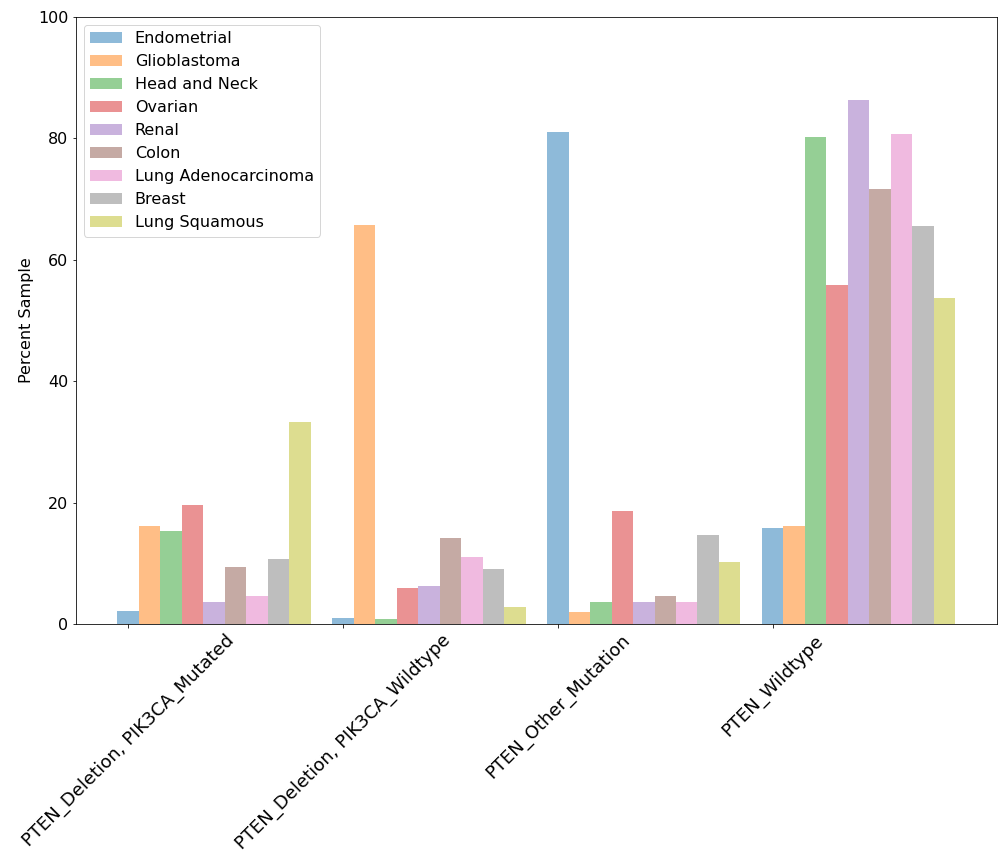 100
80
60
40
20
0
Percent Sample
Endometrial
Glioblastoma
Head and Neck
Ovarian
Renal
Colon
Lung Adenocarcinoma
Breast
Lung Squamous
PTEN_Deletion, PIK3CA_Mutated
PTEN_Deletion, PIK3CA_Wildtype
PTEN_Other_Mutation
PTEN_Wildtype